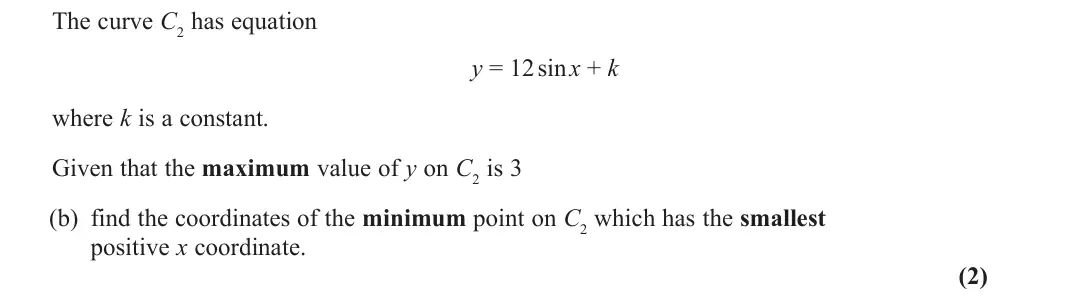 The curve C₂ has equation
y = 12 sin x + k
where k is a constant.
Given that the maximum value of y on C₂ is 3
(b) find the coordinates of the minimum point on C₂ which has the smallest
positive x coordinate.
(2)